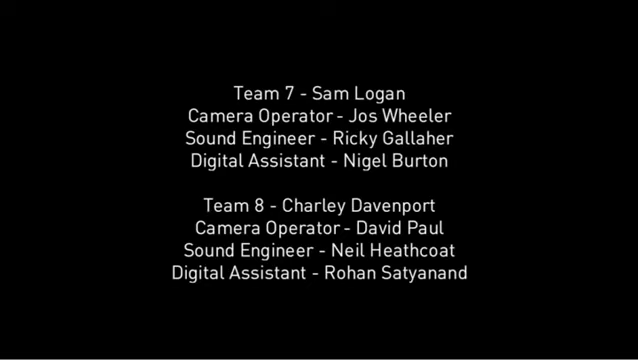 Team 7 - Sam Logan
Camera Operator - Jos Wheeler
Sound Engineer - Ricky Gallaher
Digital Assistant - Nigel Burton
Team 8 - Charley Davenport
Camera Operator - David Paul
Sound Engineer - Neil Heathcoat
Digital Assistant - Rohan Satyanand